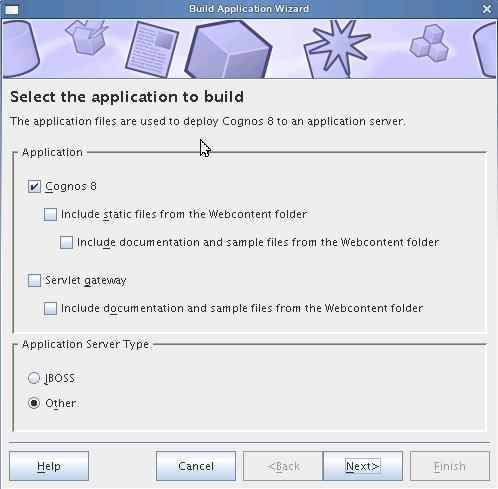 Build Application Wizard
Select the application to build
The application files are used to deploy Cognos 8 to an application server.
Application
Cognos 8
Include static files from the Webcontent folder
Include documentation and sample files from the Webcontent folder
Servlet gateway
Include documentation and sample files from the Webcontent folder
Application Server Type
JBOSS
Other
Help Cancel <Back Next> Finish